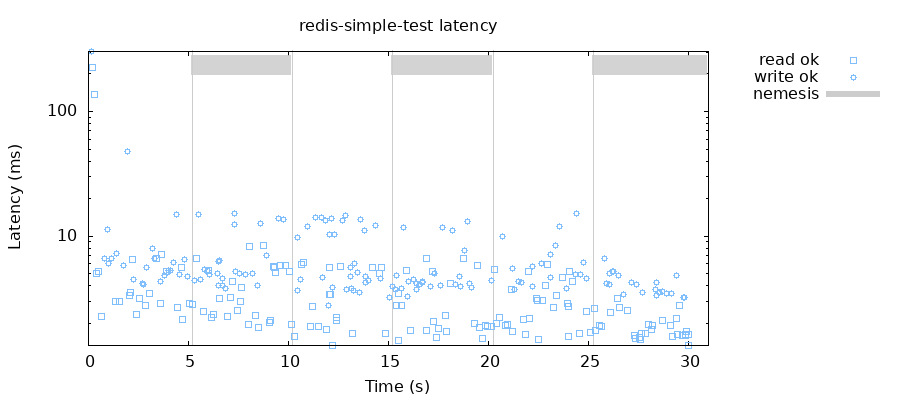 redis-simple-test latency
read ok
write ok
nemesis
100
10
Latency (ms)
0 5 10 15 20 25 30
Time (s)